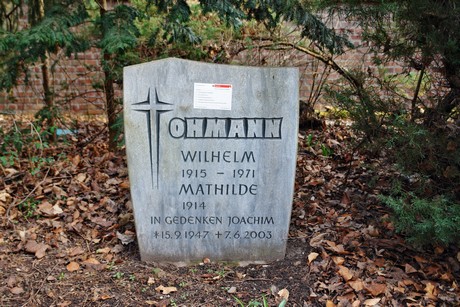 OHMANN
WILHELM
1915 - 1971
MATHILDE
1914
IN GEDENKEN JOACHIM
*15.9.1947 +7.6.2003